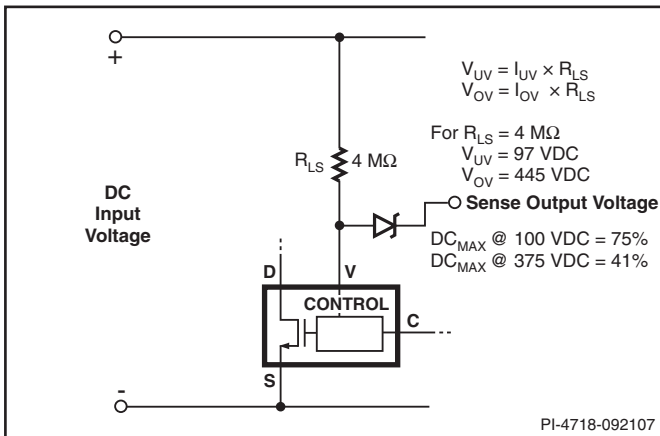 +
V_UV = I_UV × R_LS
V_OV = I_OV × R_LS
For R_LS = 4 MΩ
V_UV = 97 VDC
V_OV = 445 VDC
R_LS 4 MΩ
DC
Input
Voltage
Sense Output Voltage
DC_MAX @ 100 VDC = 75%
DC_MAX @ 375 VDC = 41%
D V
CONTROL
C
S
-
PI-4718-092107